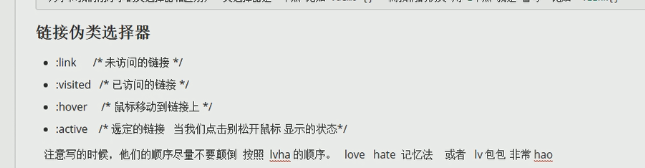 链接伪类选择器
:link /* 未访问的链接 */
:visited /* 已访问的链接 */
:hover /* 鼠标移动到链接上 */
:active /* 选定的链接 当我们点击别松开鼠标 显示的状态*/
注意写的时候，他们的顺序尽量不要颠倒 按照 lvha 的顺序。 love hate 记忆法 或者 lv 包包 非常 hao